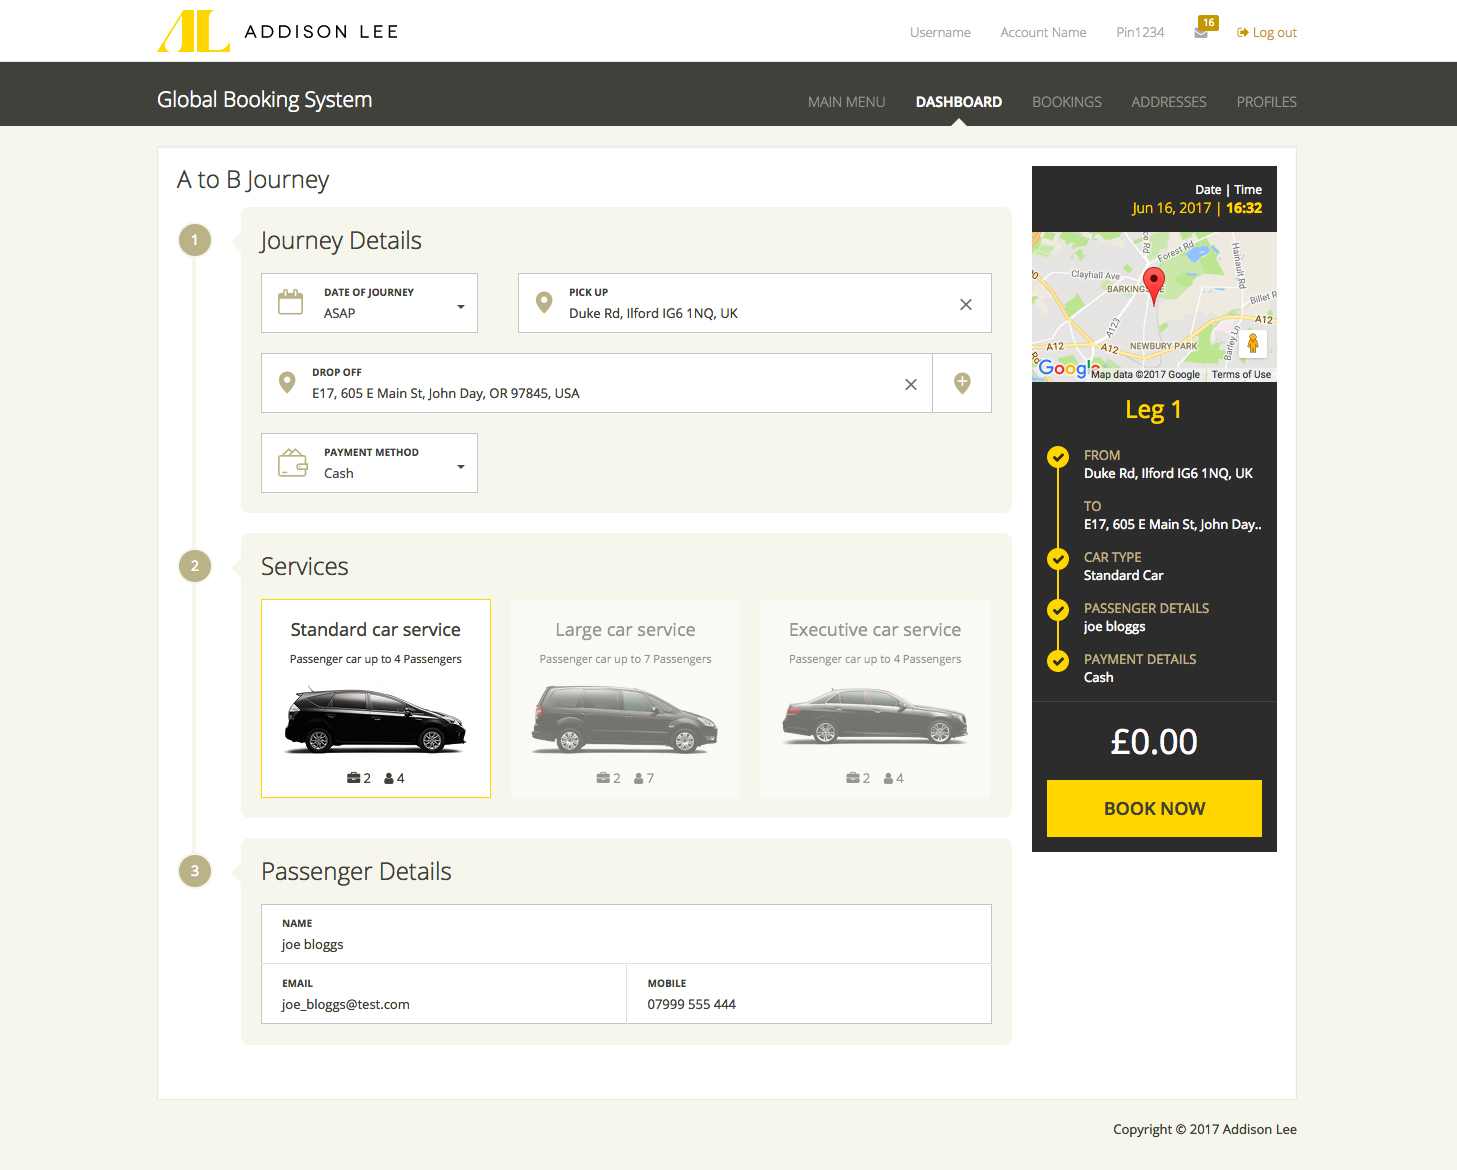 AL ADDISON LEE
Username Account Name Pin1234 16 Log out
Global Booking System
MAIN MENU DASHBOARD BOOKINGS ADDRESSES PROFILES
A to B Journey
1
Journey Details
DATE OF JOURNEY
ASAP
PICK UP
Duke Rd, Ilford IG6 1NQ, UK
DROP OFF
E17, 605 E Main St, John Day, OR 97845, USA
PAYMENT METHOD
Cash
2
Services
Standard car service
Passenger car up to 4 Passengers
2 4
Large car service
Passenger car up to 7 Passengers
2 7
Executive car service
Passenger car up to 4 Passengers
2 4
3
Passenger Details
NAME
joe bloggs
EMAIL
joe_bloggs@test.com
MOBILE
07999 555 444
Date | Time
Jun 16, 2017 | 16:32
Forest Rd
Hainault Rd
Clayhall Ave
Billet R
A123
A12
A12
A12
NEWBURY PARK
Barley Ln
Google
Map data ©2017 Google Terms of Use
Leg 1
FROM
Duke Rd, Ilford IG6 1NQ, UK
TO
E17, 605 E Main St, John Day..
CAR TYPE
Standard Car
PASSENGER DETAILS
joe bloggs
PAYMENT DETAILS
Cash
£0.00
BOOK NOW
Copyright © 2017 Addison Lee